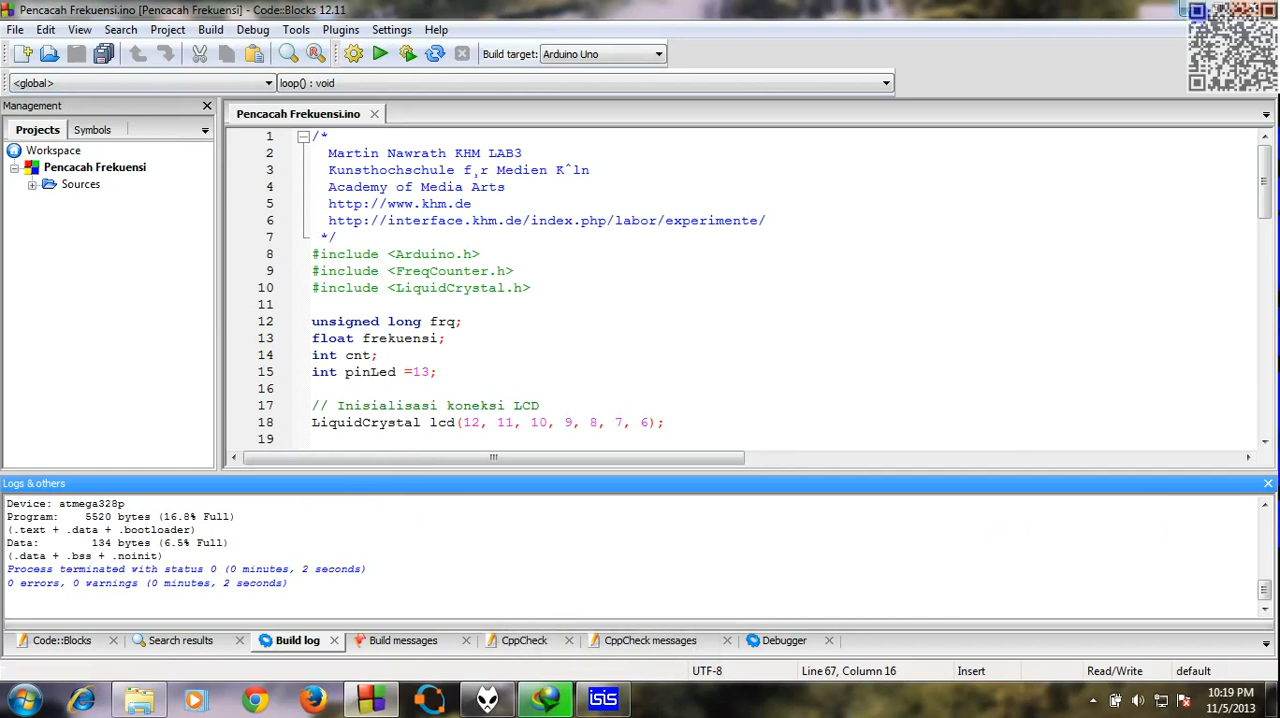 Pencacah Frekuensi.ino [Pencacah Frekuensi] - Code::Blocks 12.11
File Edit View Search Project Build Debug Tools Plugins Settings Help
Build target: Arduino Uno
<global> loop() : void
Management
Projects Symbols
Workspace
Pencacah Frekuensi
Sources
Pencacah Frekuensi.ino
1 /*
2 Martin Nawrath KHM LAB3
3 Kunsthochschule f¸r Medien Kˆln
4 Academy of Media Arts
5 http://www.khm.de
6 http://interface.khm.de/index.php/labor/experimente/
7 */
8 #include <Arduino.h>
9 #include <FreqCounter.h>
10 #include <LiquidCrystal.h>
11
12 unsigned long frq;
13 float frekuensi;
14 int cnt;
15 int pinLed =13;
16
17 // Inisialisasi koneksi LCD
18 LiquidCrystal lcd(12, 11, 10, 9, 8, 7, 6);
19
Logs & others
Device: atmega328p
Program: 5520 bytes (16.8% Full)
(.text + .data + .bootloader)
Data: 134 bytes (6.5% Full)
(.data + .bss + .noinit)
Process terminated with status 0 (0 minutes, 2 seconds)
0 errors, 0 warnings (0 minutes, 2 seconds)
Code::Blocks Search results Build log Build messages CppCheck CppCheck messages Debugger
UTF-8 Line 67, Column 16 Insert Read/Write default
isis
10:19 PM
11/5/2013